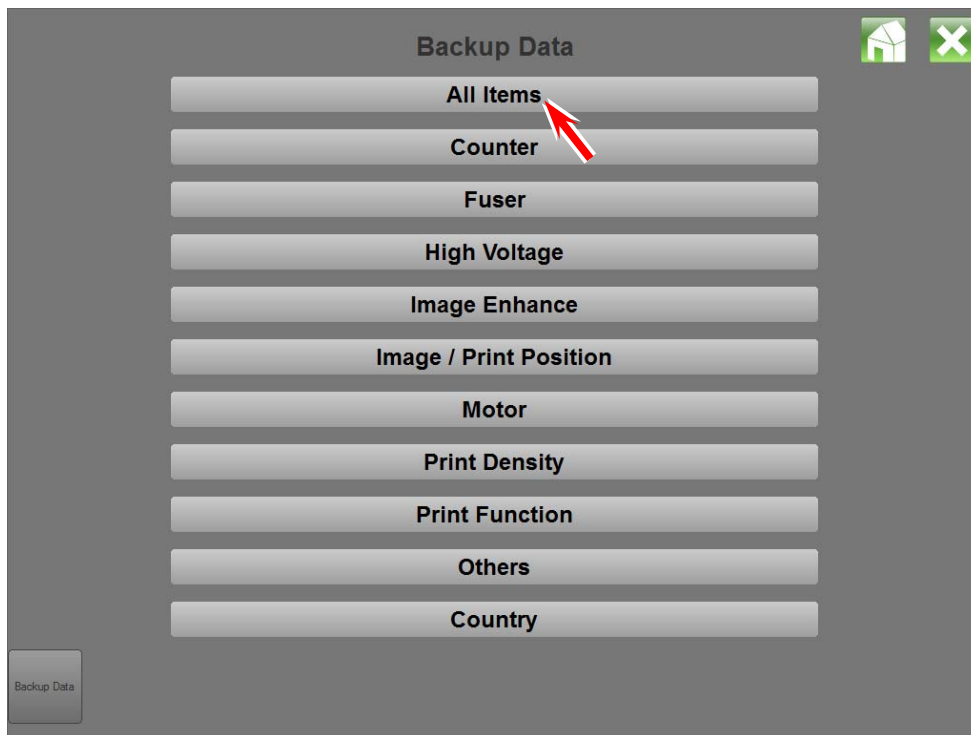 Backup Data
All Items
Counter
Fuser
High Voltage
Image Enhance
Image / Print Position
Motor
Print Density
Print Function
Others
Country
Backup Data